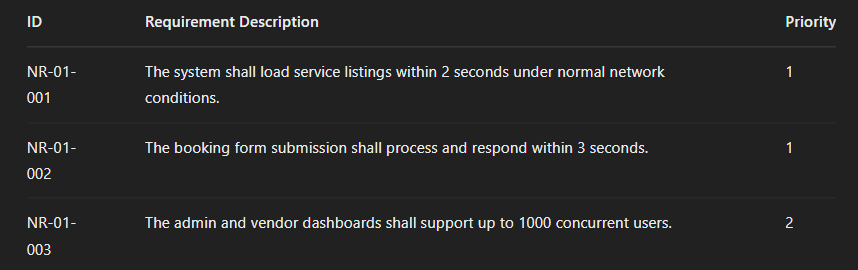 ID Requirement Description Priority
NR-01- The system shall load service listings within 2 seconds under normal network 1
001 conditions.
NR-01- The booking form submission shall process and respond within 3 seconds. 1
002
NR-01- The admin and vendor dashboards shall support up to 1000 concurrent users. 2
003